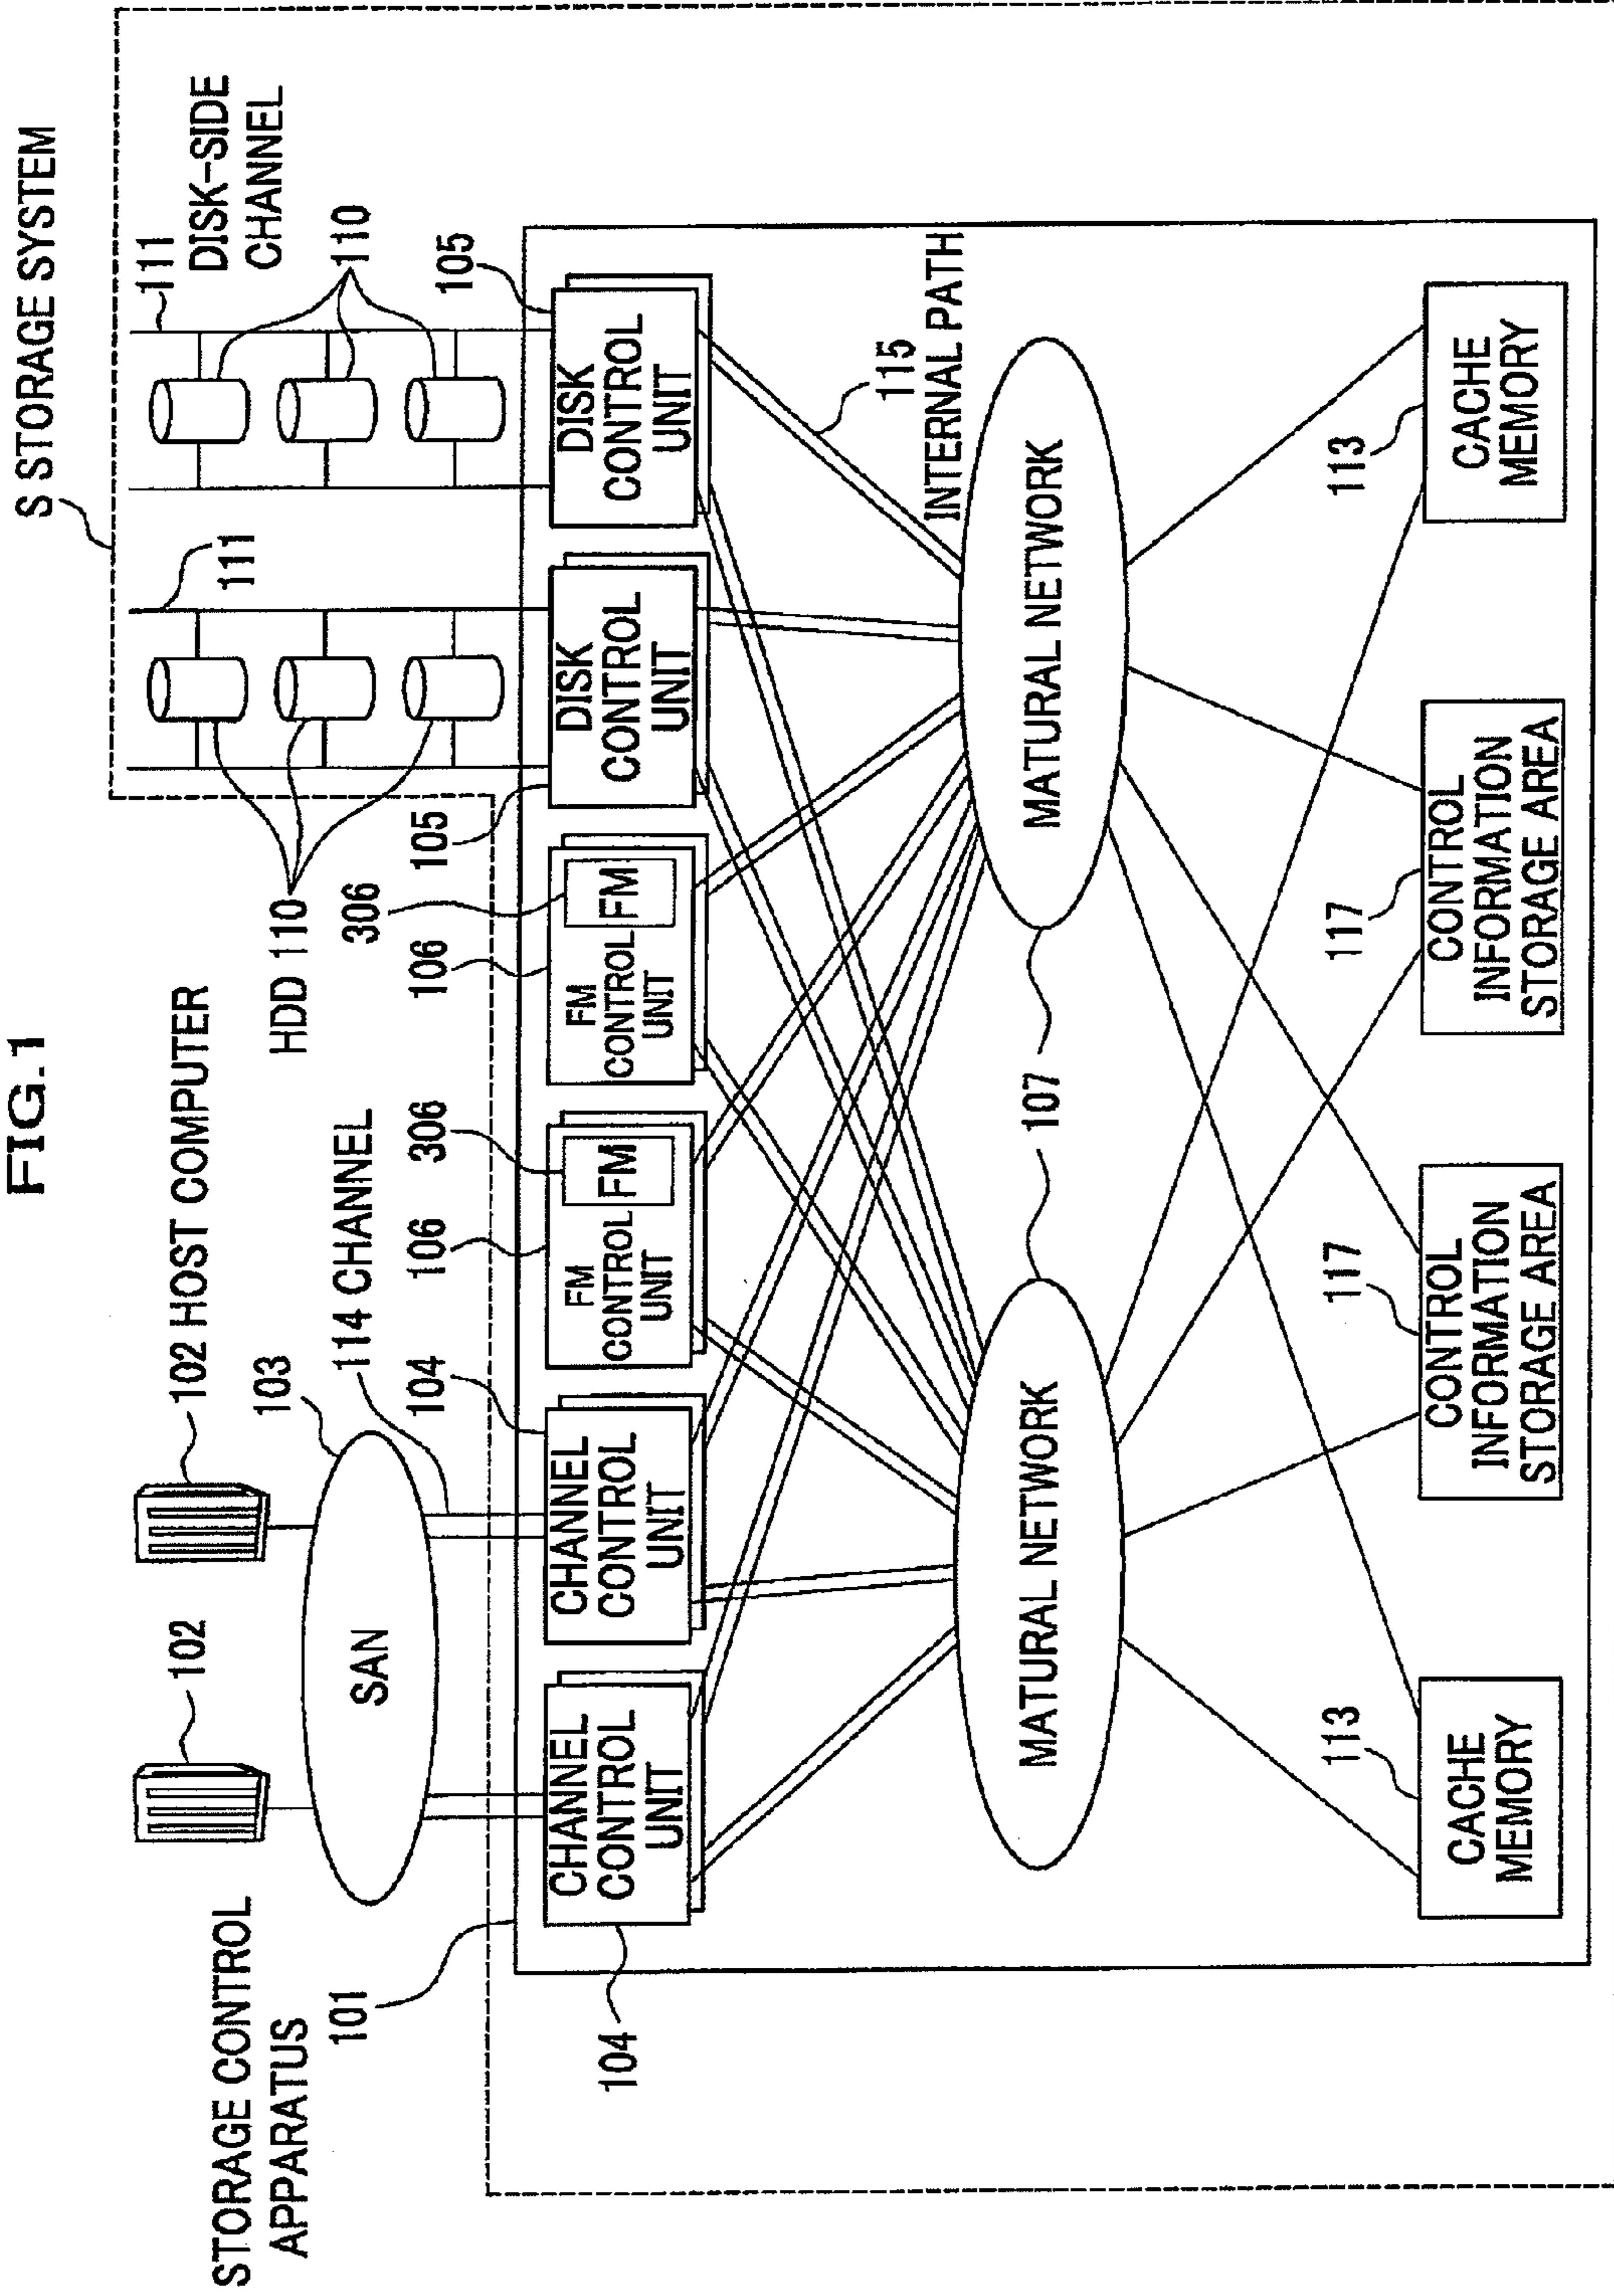 FIG.1
S STORAGE SYSTEM
102
102 HOST COMPUTER
111
111
DISK-SIDE
CHANNEL
110
HDD 110
103
SAN
114 CHANNEL
STORAGE CONTROL
APPARATUS
101
104
106
306
106
306
105
105
104
CHANNEL
CONTROL
UNIT
CHANNEL
CONTROL
UNIT
FM
CONTROL
UNIT
FM
FM
CONTROL
UNIT
FM
DISK
CONTROL
UNIT
DISK
CONTROL
UNIT
115
INTERNAL PATH
MATURAL NETWORK
107
MATURAL NETWORK
113
117
117
113
CACHE
MEMORY
CONTROL
INFORMATION
STORAGE AREA
CONTROL
INFORMATION
STORAGE AREA
CACHE
MEMORY